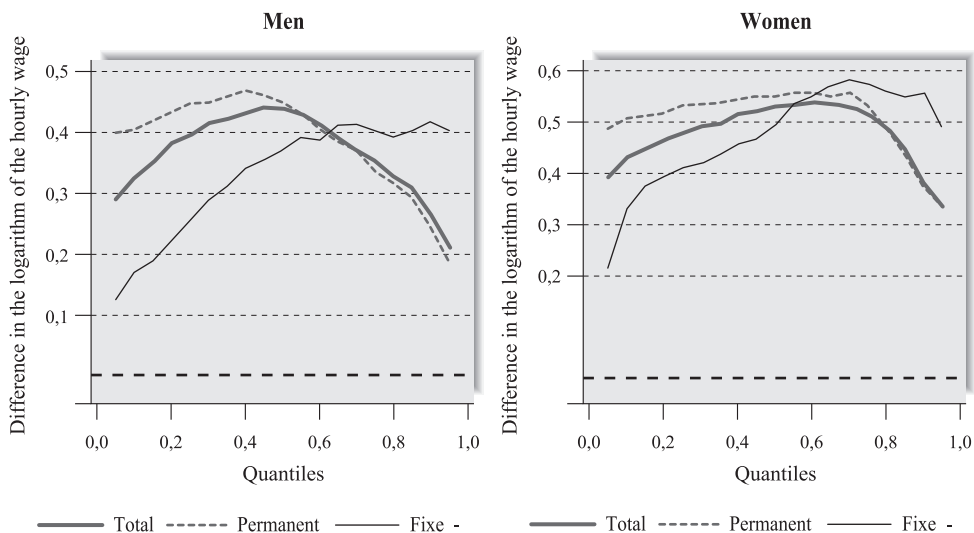 Men
Difference in the logarithm of the hourly wage
0,5
0,4
0,3
0,2
0,1
0,0 0,2 0,4 0,6 0,8 1,0
Quantiles
Total Permanent Fixe -
Women
Difference in the logarithm of the hourly wage
0,6
0,5
0,4
0,3
0,2
0,0 0,2 0,4 0,6 0,8 1,0
Quantiles
Total Permanent Fixe -